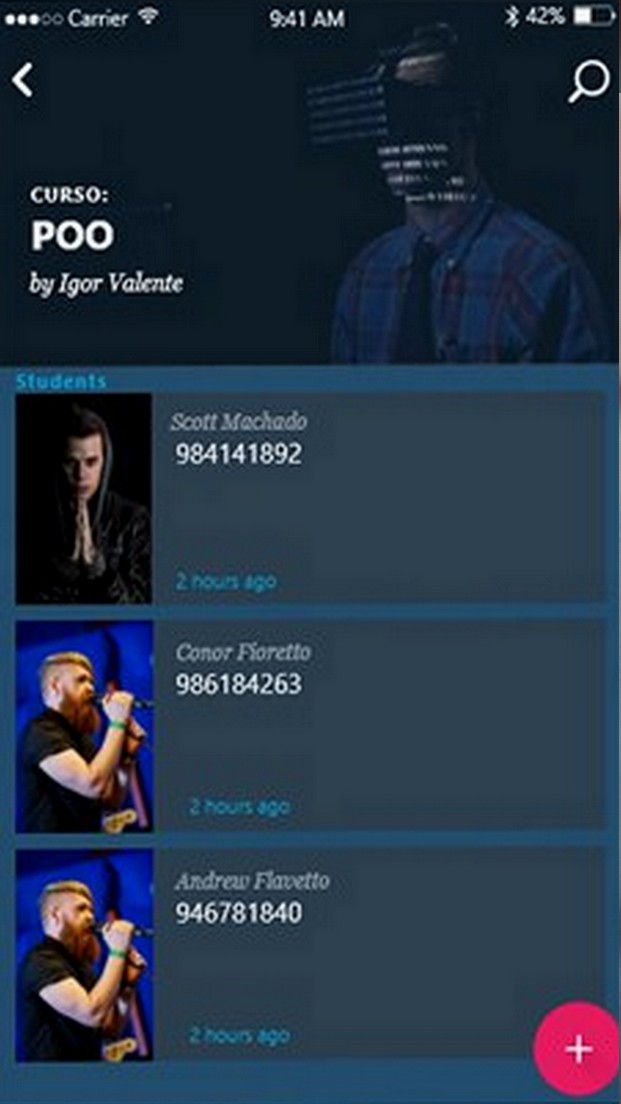 Carrier 9:41 AM 42%
CURSO:
POO
by Igor Valente
Students
Scott Machado
984141892
2 hours ago
Conor Fioretto
986184263
2 hours ago
Andrew Flavetto
946781840
2 hours ago
+